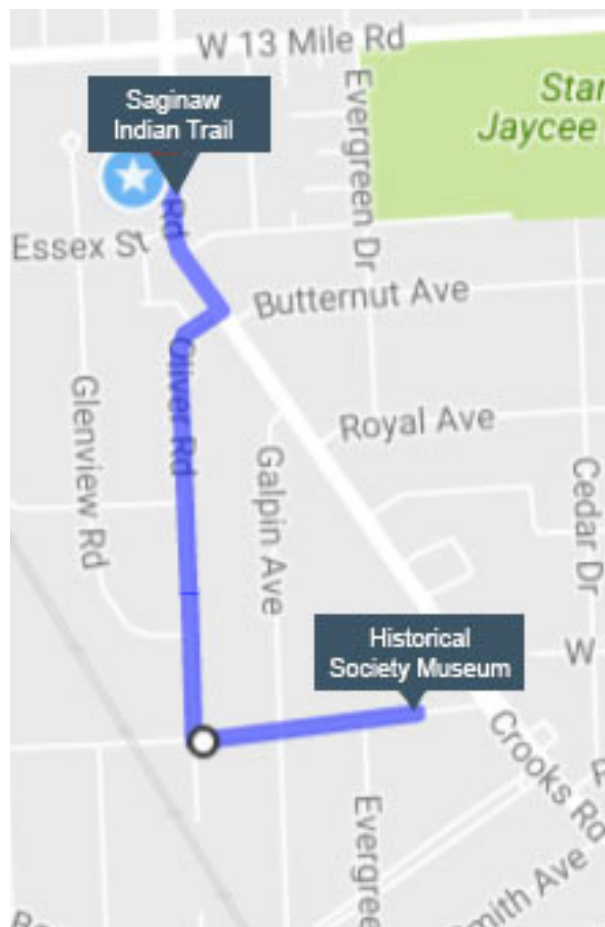 W 13 Mile Rd
Saginaw
Indian Trail
Evergreen Dr
Star
Jaycee
Rd
Essex St
Butternut Ave
Oliver Rd
Glenview Rd
Royal Ave
Galpin Ave
Cedar Dr
Historical
Society Museum
W
Crooks Rd
Evergree
Smith Ave